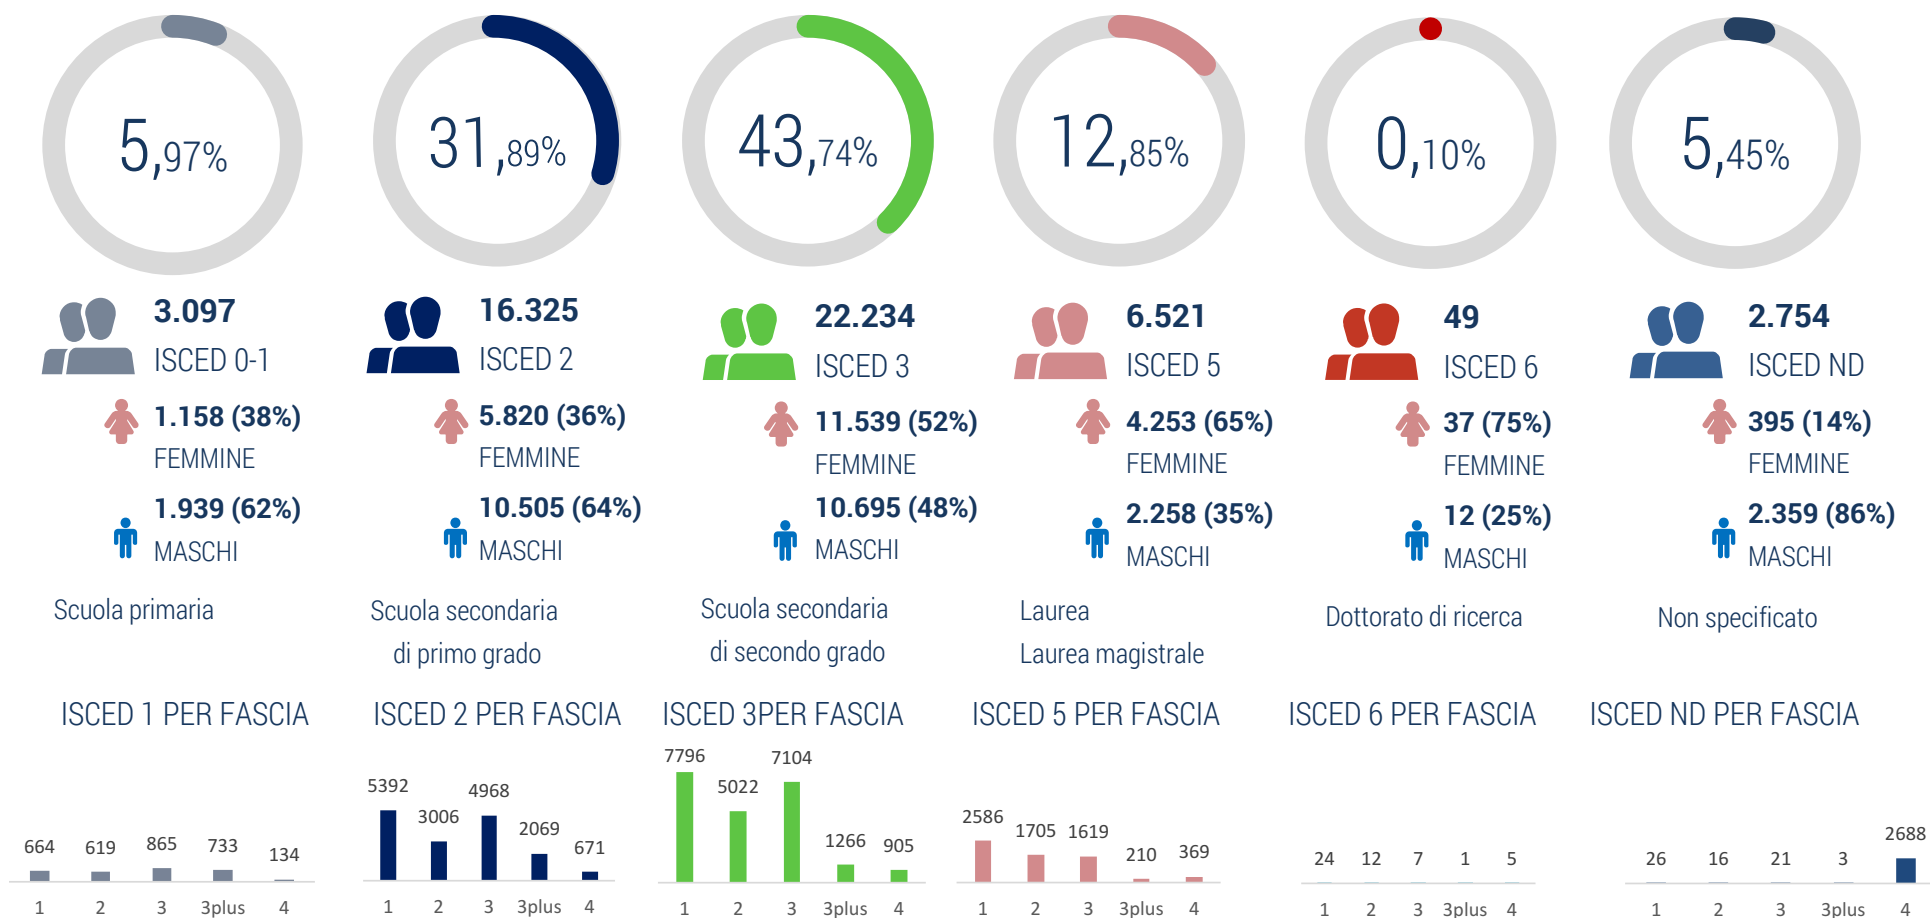 5,97%
3.097
ISCED 0-1
1.158 (38%)
FEMMINE
1.939 (62%)
MASCHI
Scuola primaria
31,89%
16.325
ISCED 2
5.820 (36%)
FEMMINE
10.505 (64%)
MASCHI
Scuola secondaria
di primo grado
43,74%
22.234
ISCED 3
11.539 (52%)
FEMMINE
10.695 (48%)
MASCHI
Scuola secondaria
di secondo grado
12,85%
6.521
ISCED 5
4.253 (65%)
FEMMINE
2.258 (35%)
MASCHI
Laurea
Laurea magistrale
0,10%
49
ISCED 6
37 (75%)
FEMMINE
12 (25%)
MASCHI
Dottorato di ricerca
5,45%
2.754
ISCED ND
395 (14%)
FEMMINE
2.359 (86%)
MASCHI
Non specificato
ISCED 1 PER FASCIA
664 619 865 733 134
1 2 3 3plus 4
ISCED 2 PER FASCIA
5392 3006 4968 2069 671
1 2 3 3plus 4
ISCED 3PER FASCIA
7796 5022 7104 1266 905
1 2 3 3plus 4
ISCED 5 PER FASCIA
2586 1705 1619 210 369
1 2 3 3plus 4
ISCED 6 PER FASCIA
24 12 7 1 5
1 2 3 3plus 4
ISCED ND PER FASCIA
26 16 21 3 2688
1 2 3 3plus 4